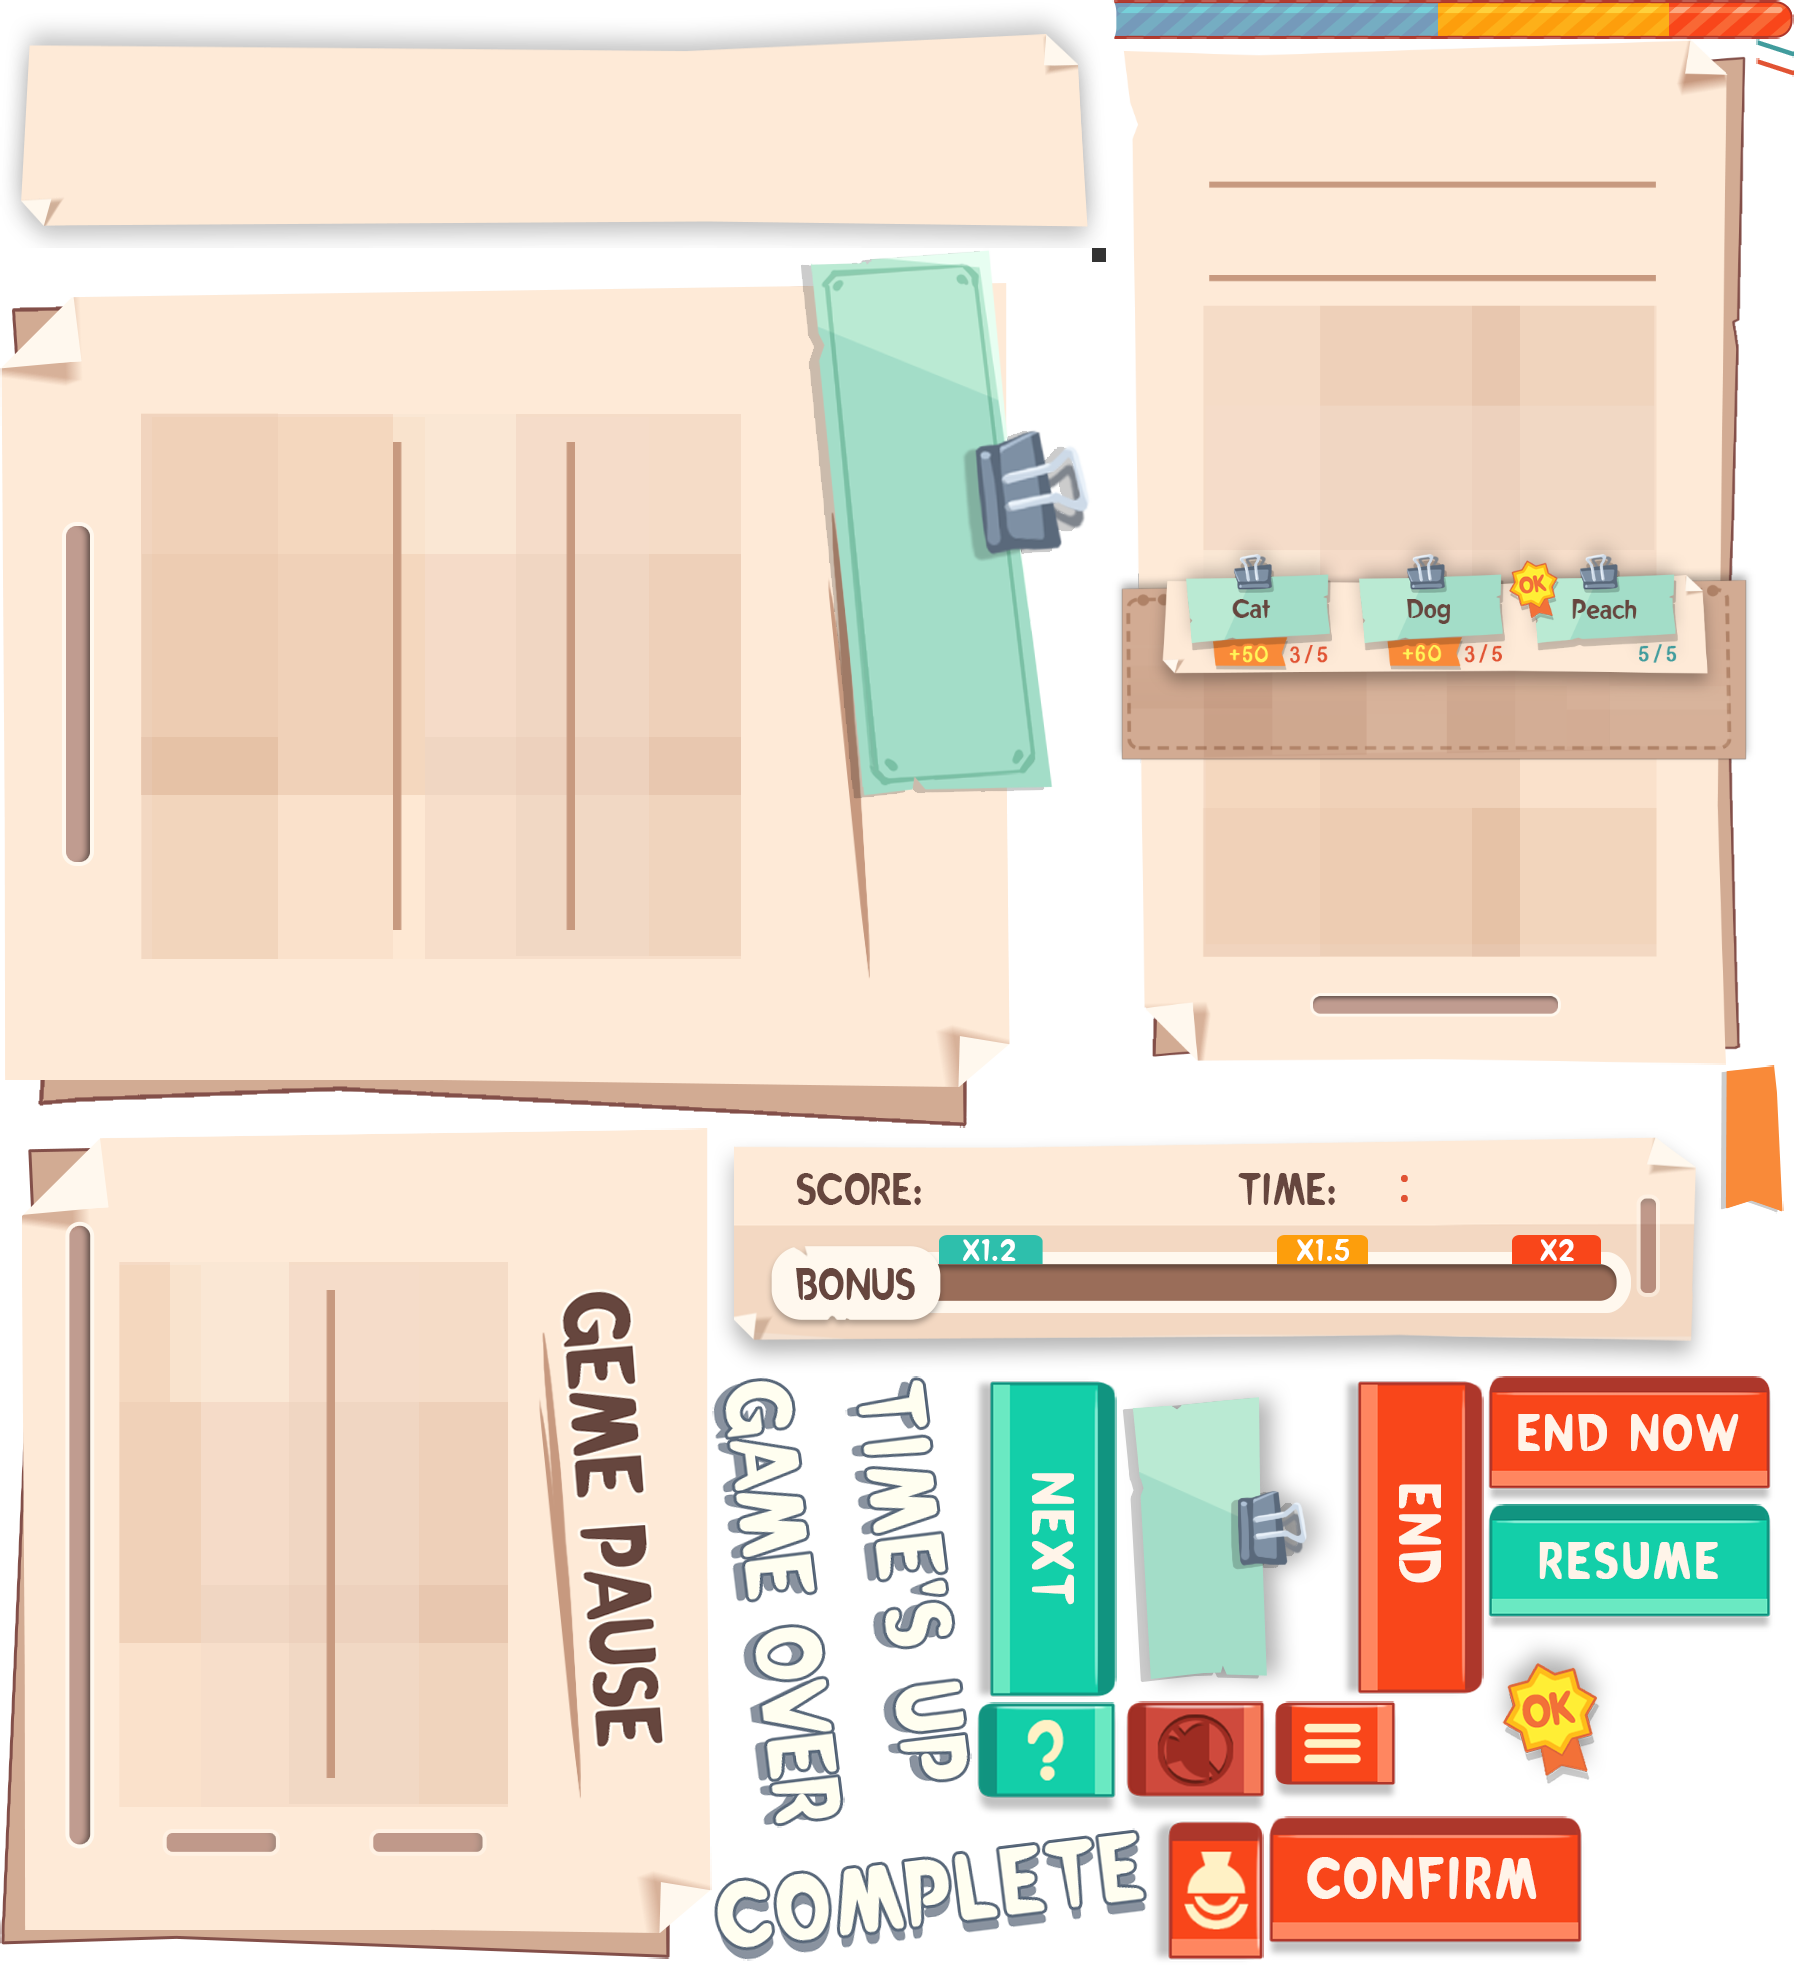 Cat
Dog
OK
Peach
+50 3/5
+60 3/5
5/5
SCORE:
TIME: :
X1.2
X1.5
X2
BONUS
GEME PAUSE
GAME OVER
TIME'S UP
NEXT
END
END NOW
RESUME
?
OK
COMPLETE
CONFIRM